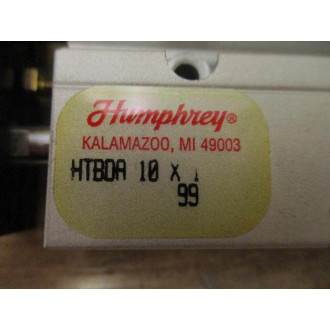 Humphrey®
KALAMAZOO, MI 49003
HTBDA 10 X
99